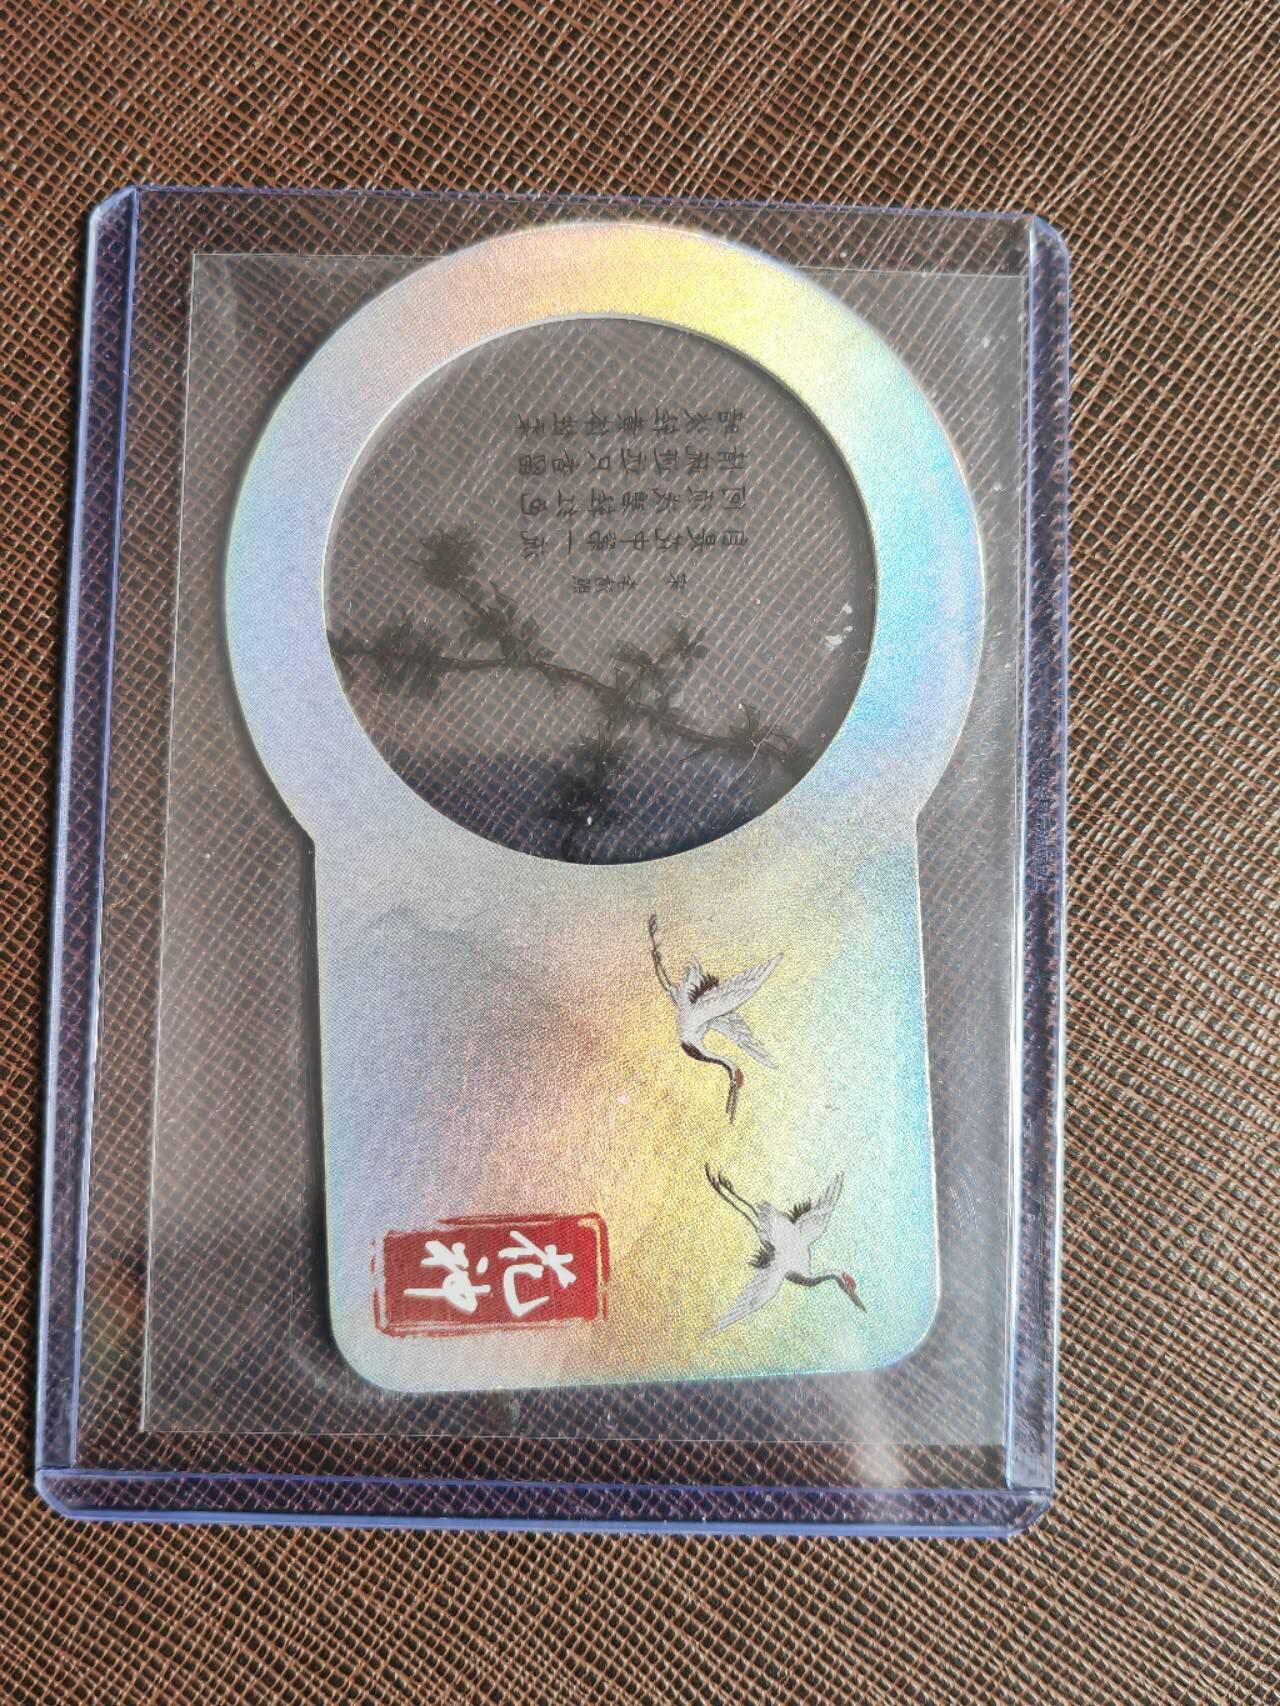 花神
暗淡轻黄体性柔
情疏迹远只香留
何须浅碧轻红色
自是花中第一流
宋 李清照